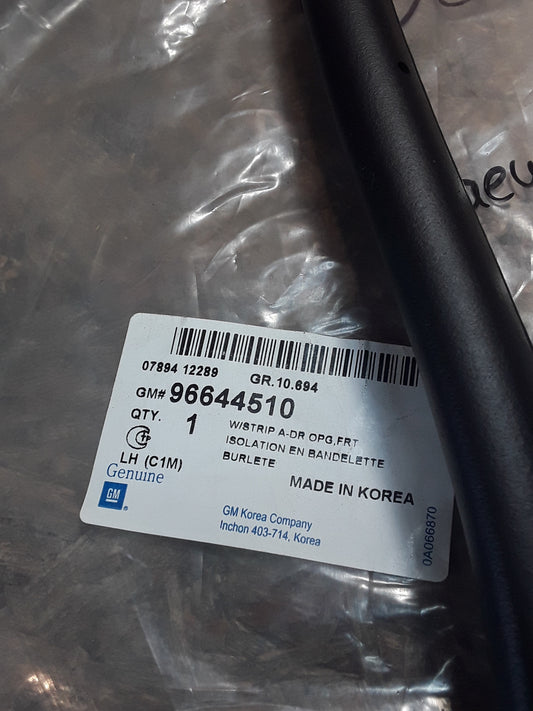 07894 12289
GR.10.694
GM# 96644510
QTY. 1
W/STRIP A-DR OPG,FRT
ISOLATION EN BANDELETTE
BURLETE
LH (C1M)
MADE IN KOREA
Genuine
GM
GM Korea Company
Inchon 403-714, Korea
0A066870